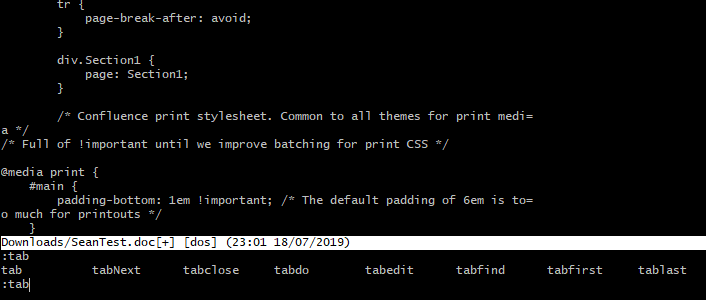 tr {
page-break-after: avoid;
}
div.Section1 {
page: Section1;
}
/* Confluence print stylesheet. Common to all themes for print medi=
a */
/* Full of !important until we improve batching for print CSS */
@media print {
#main {
padding-bottom: 1em !important; /* The default padding of 6em is to=
o much for printouts */
}
Downloads/SeanTest.doc[+] [dos] (23:01 18/07/2019)
:tab
tab tabNext tabclose tabdo tabedit tabfind tabfirst tablast
:tab